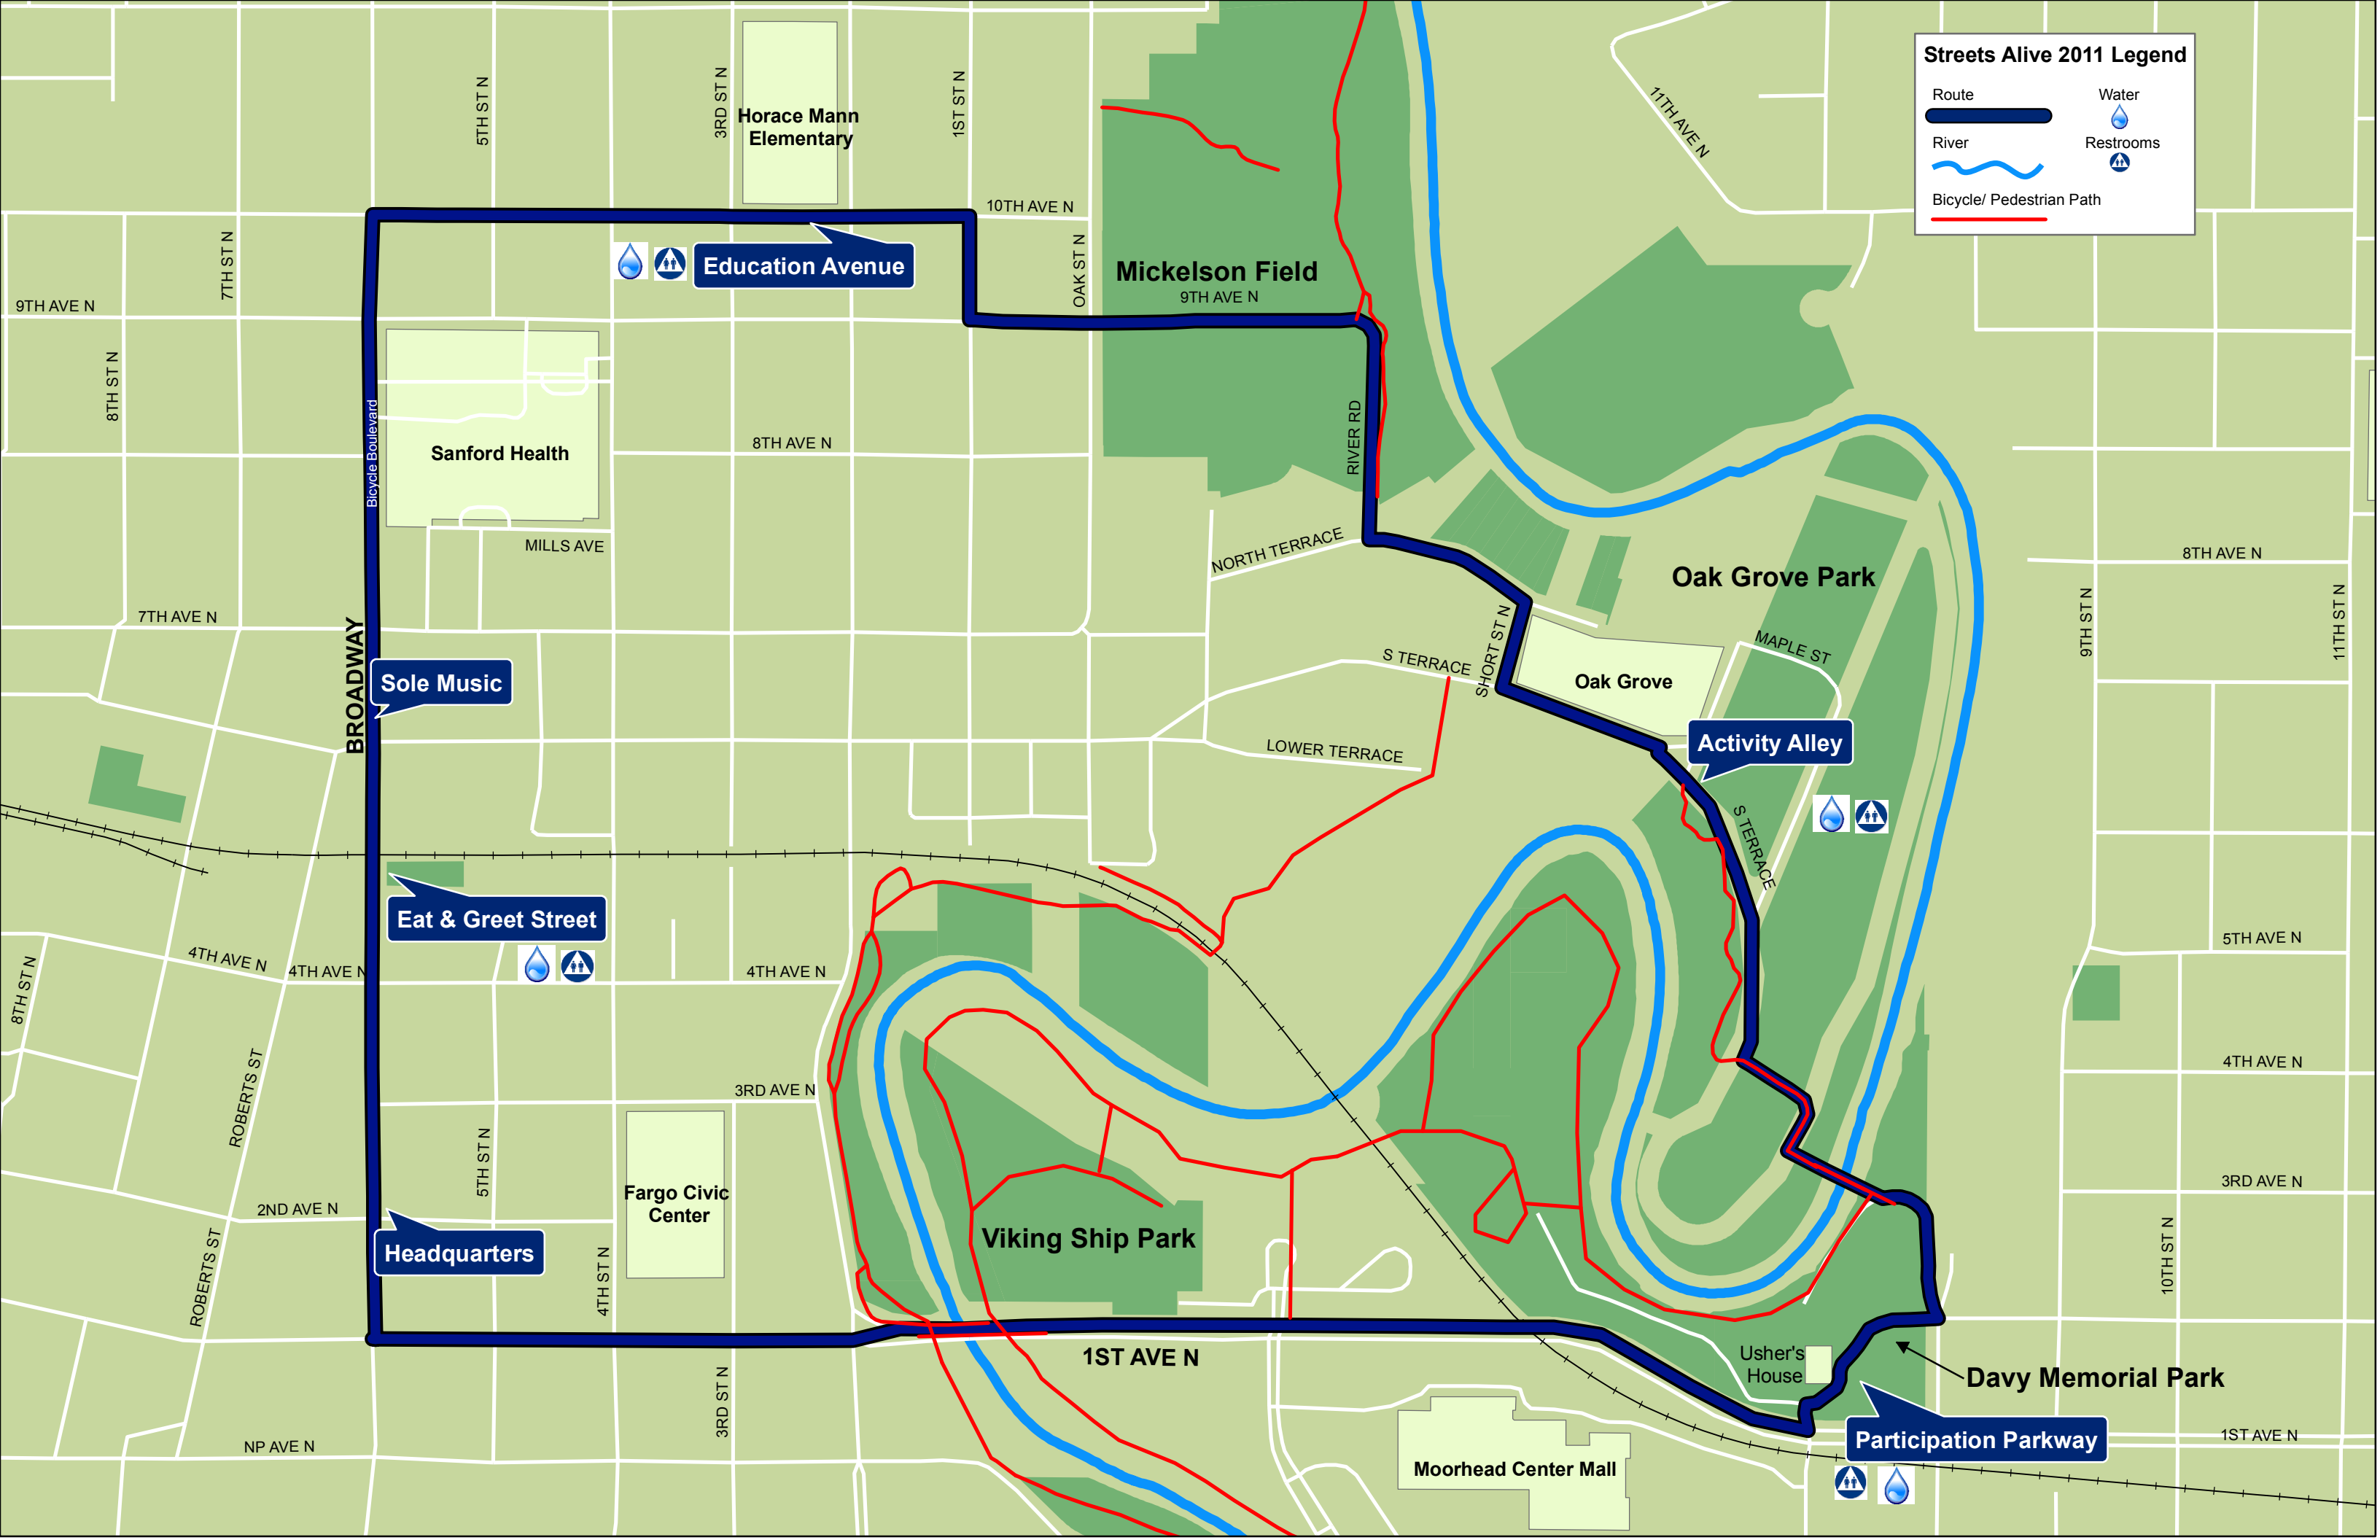 Streets Alive 2011 Legend
Route
Water
River
Restrooms
Bicycle/ Pedestrian Path
5TH ST N
3RD ST N
Horace Mann
Elementary
1ST ST N
11TH AVE N
10TH AVE N
7TH ST N
Education Avenue
OAK ST N
Mickelson Field
9TH AVE N
9TH AVE N
8TH ST N
Bicycle Boulevard
Sanford Health
8TH AVE N
RIVER RD
MILLS AVE
NORTH TERRACE
8TH AVE N
Oak Grove Park
7TH AVE N
BROADWAY
Sole Music
S TERRACE
SHORT ST N
Oak Grove
MAPLE ST
9TH ST N
11TH ST N
LOWER TERRACE
Activity Alley
S TERRACE
Eat & Greet Street
4TH AVE N
4TH AVE N
4TH AVE N
5TH AVE N
8TH ST N
ROBERTS ST
3RD AVE N
4TH AVE N
5TH ST N
Fargo Civic
Center
3RD AVE N
2ND AVE N
Headquarters
Viking Ship Park
ROBERTS ST
4TH ST N
10TH ST N
1ST AVE N
Usher's
House
Davy Memorial Park
3RD ST N
NP AVE N
Moorhead Center Mall
Participation Parkway
1ST AVE N